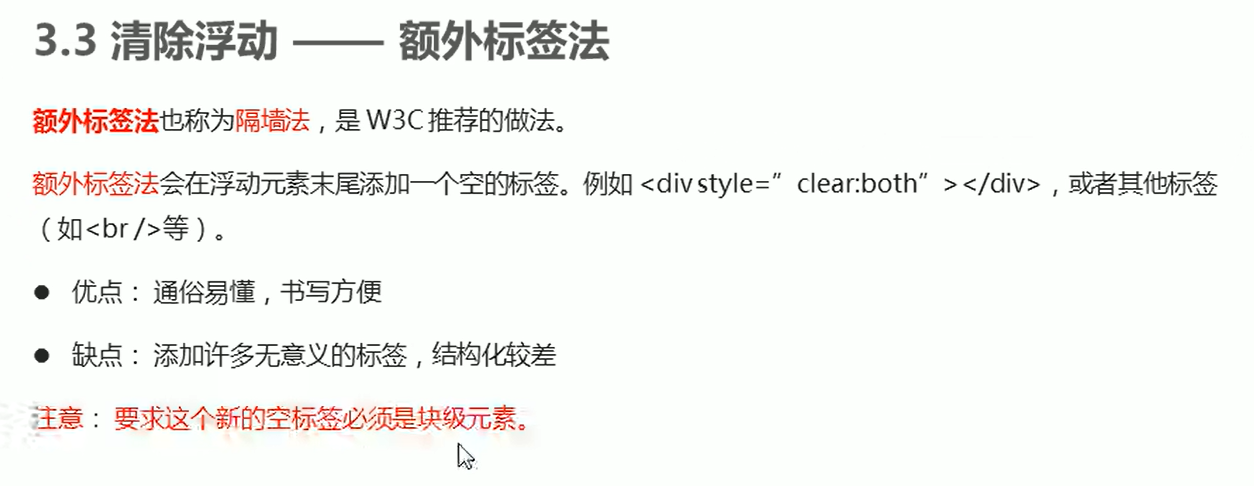 3.3 清除浮动 —— 额外标签法
额外标签法也称为隔墙法，是 W3C 推荐的做法。
额外标签法会在浮动元素末尾添加一个空的标签。例如 <div style=” clear:both” ></div>，或者其他标签
（如<br />等）。
● 优点： 通俗易懂，书写方便
● 缺点： 添加许多无意义的标签，结构化较差
注意： 要求这个新的空标签必须是块级元素。